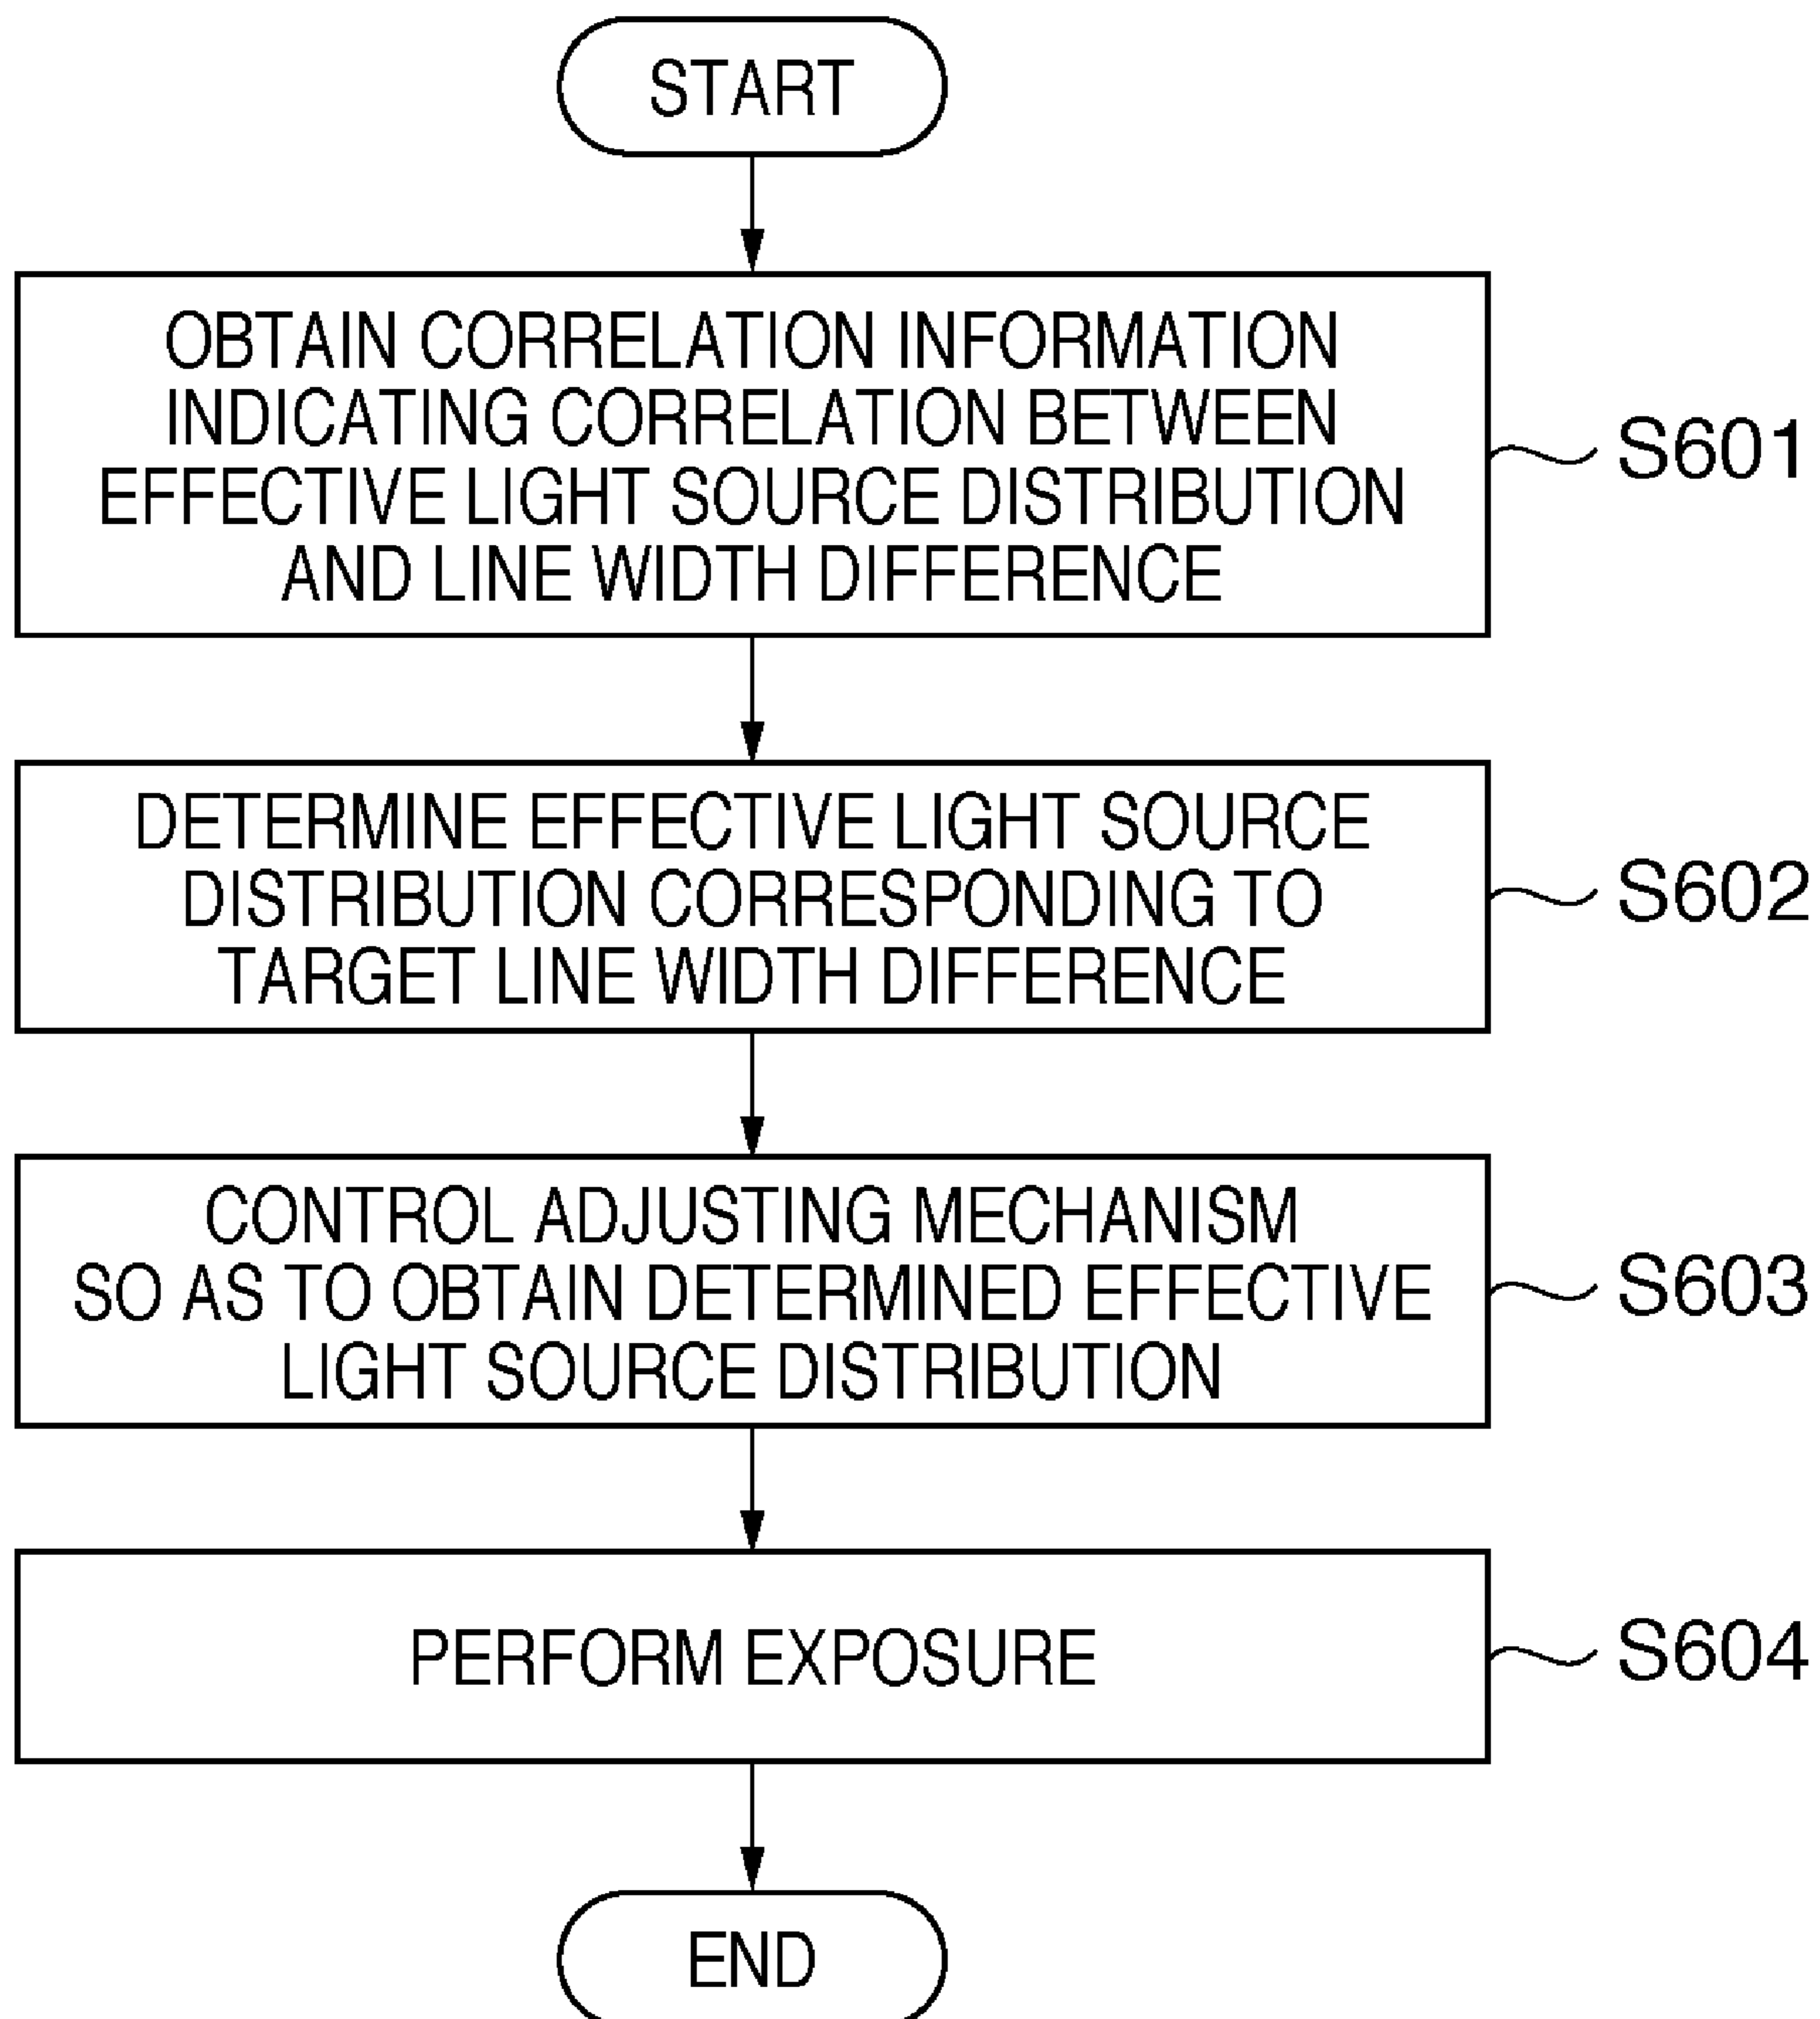 START
OBTAIN CORRELATION INFORMATION
INDICATING CORRELATION BETWEEN
EFFECTIVE LIGHT SOURCE DISTRIBUTION
AND LINE WIDTH DIFFERENCE
S601
DETERMINE EFFECTIVE LIGHT SOURCE
DISTRIBUTION CORRESPONDING TO
TARGET LINE WIDTH DIFFERENCE
S602
CONTROL ADJUSTING MECHANISM
SO AS TO OBTAIN DETERMINED EFFECTIVE
LIGHT SOURCE DISTRIBUTION
S603
PERFORM EXPOSURE
S604
END